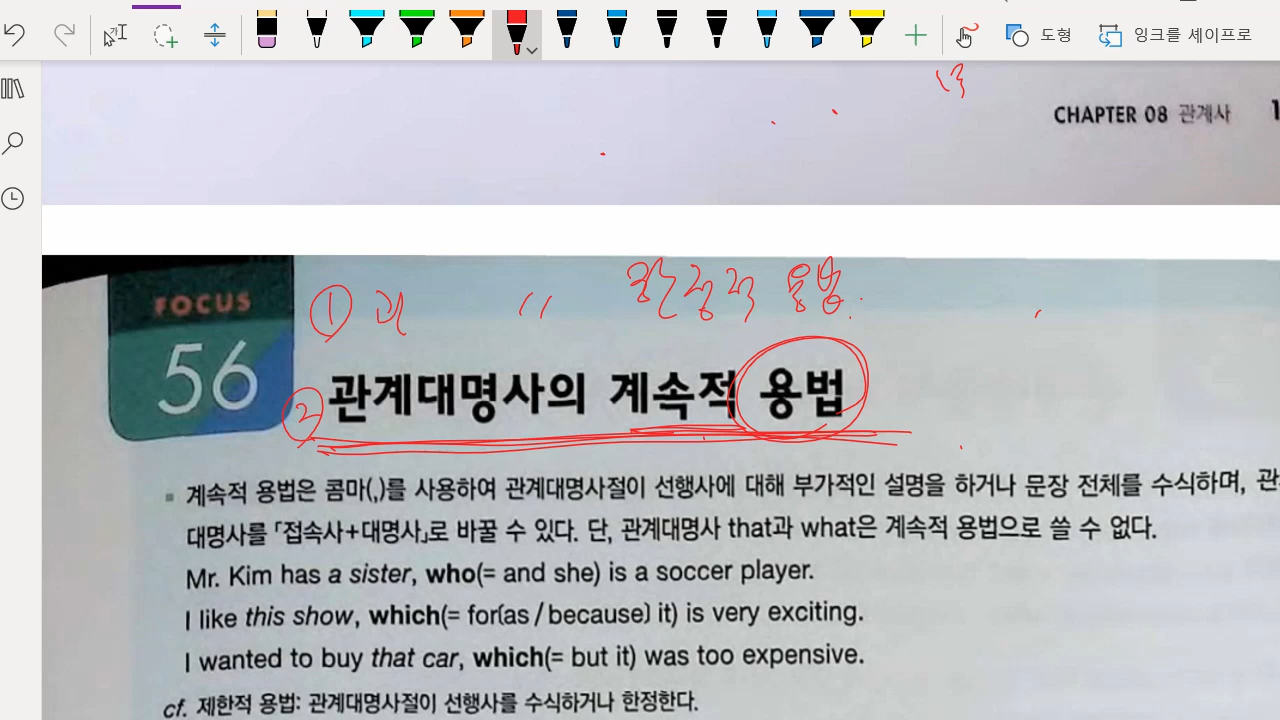 도형
잉크를 셰이프로
CHAPTER 08 관계사
FOCUS
56
① 관 〃 한정적 용법.
② 관계대명사의 계속적 용법
계속적 용법은 콤마(,)를 사용하여 관계대명사절이 선행사에 대해 부가적인 설명을 하거나 문장 전체를 수식하며, 관
대명사를 「접속사+대명사」로 바꿀 수 있다. 단, 관계대명사 that과 what은 계속적 용법으로 쓸 수 없다.
Mr. Kim has a sister, who(= and she) is a soccer player.
I like this show, which(= for(as / because) it) is very exciting.
I wanted to buy that car, which(= but it) was too expensive.
cf. 제한적 용법: 관계대명사절이 선행사를 수식하거나 한정한다.